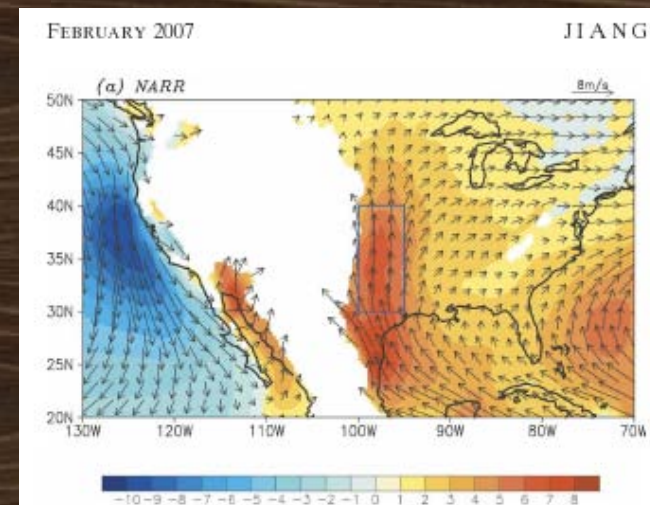 FEBRUARY 2007 JIANG
(a) NARR 8m/s
50N
45N
40N
35N
30N
25N
20N
130W 120W 110W 100W 90W 80W 70W
-10 -9 -8 -7 -6 -5 -4 -3 -2 -1 0 1 2 3 4 5 6 7 8